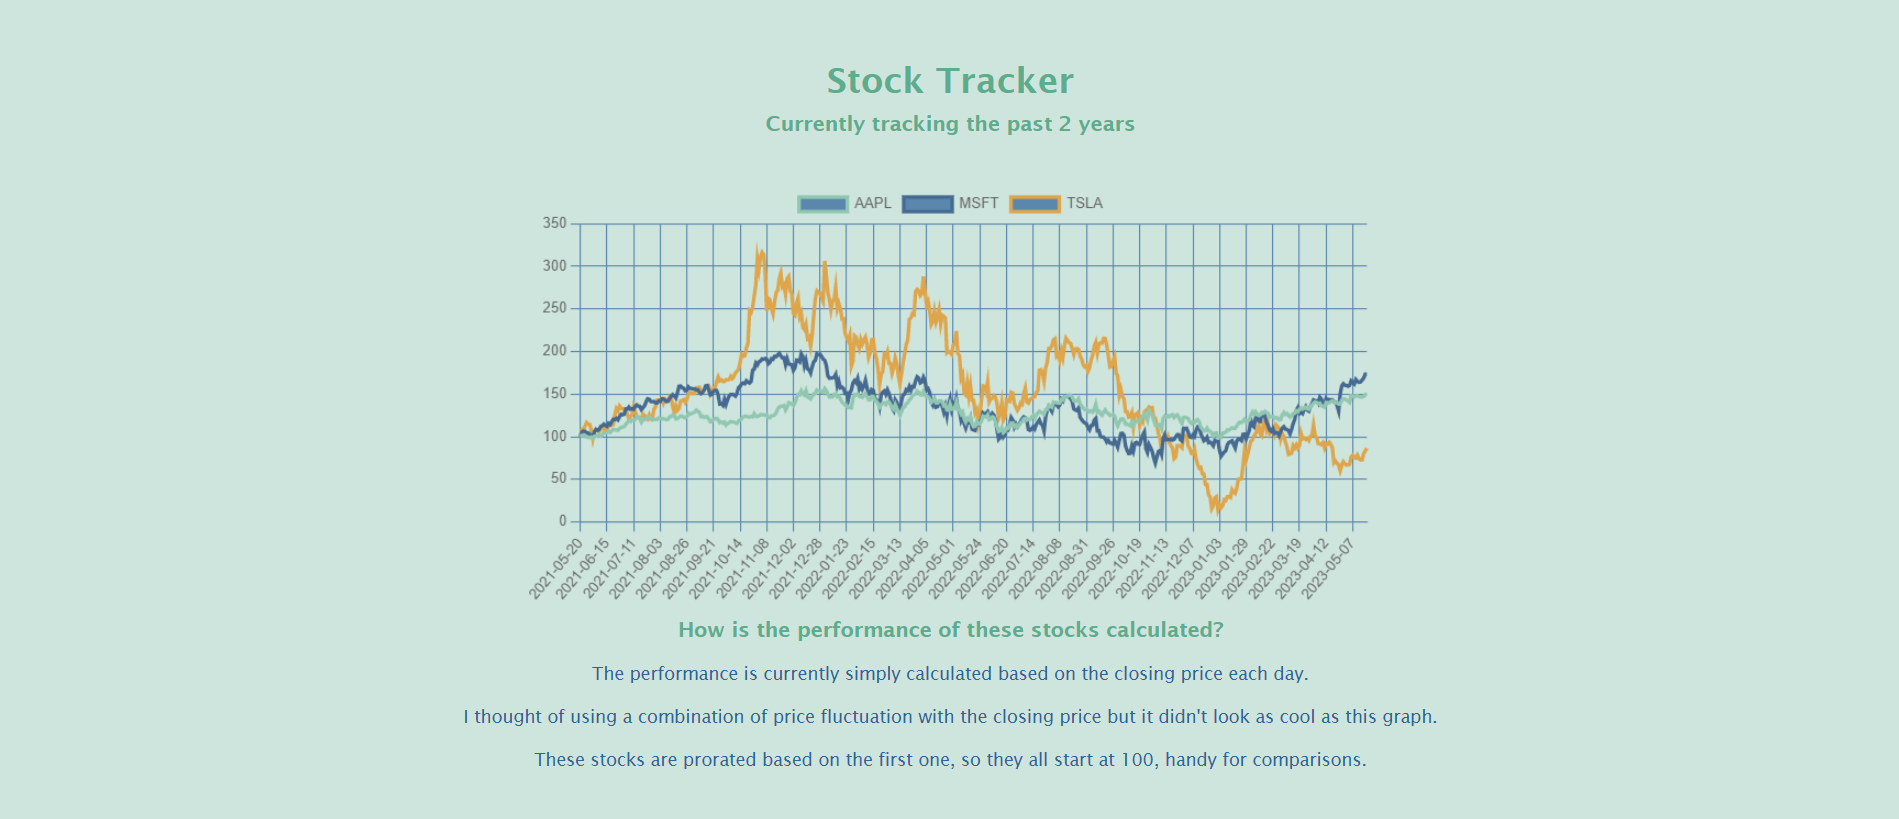 Stock Tracker
Currently tracking the past 2 years
AAPL MSFT TSLA
350
300
250
200
150
100
50
0
2021-05-20 2021-06-15 2021-07-11 2021-08-03 2021-08-26 2021-09-21 2021-10-14 2021-11-08 2021-12-02 2021-12-28 2022-01-23 2022-02-15 2022-03-13 2022-04-05 2022-05-01 2022-05-24 2022-06-20 2022-07-14 2022-08-08 2022-08-31 2022-09-26 2022-10-19 2022-11-13 2022-12-07 2023-01-03 2023-01-29 2023-02-22 2023-03-19 2023-04-12 2023-05-07
How is the performance of these stocks calculated?
The performance is currently simply calculated based on the closing price each day.
I thought of using a combination of price fluctuation with the closing price but it didn't look as cool as this graph.
These stocks are prorated based on the first one, so they all start at 100, handy for comparisons.